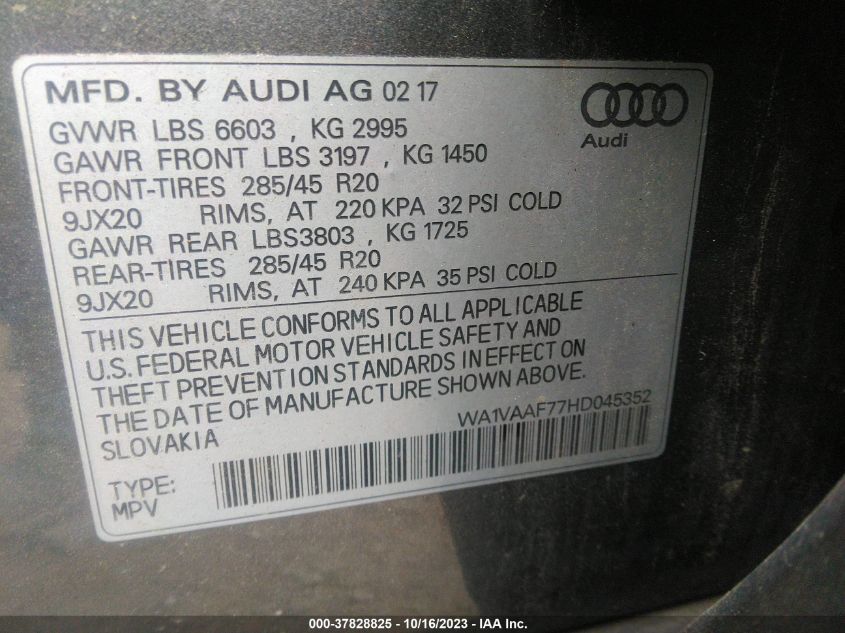 MFD. BY AUDI AG 02 17
Audi
GVWR LBS 6603 , KG 2995
GAWR FRONT LBS 3197 , KG 1450
FRONT-TIRES 285/45 R20
9JX20 RIMS, AT 220 KPA 32 PSI COLD
GAWR REAR LBS3803 , KG 1725
REAR-TIRES 285/45 R20
9JX20 RIMS, AT 240 KPA 35 PSI COLD
THIS VEHICLE CONFORMS TO ALL APPLICABLE
U.S. FEDERAL MOTOR VEHICLE SAFETY AND
THEFT PREVENTION STANDARDS IN EFFECT ON
THE DATE OF MANUFACTURE SHOWN ABOVE.
SLOVAKIA
WA1VAAF77HD045352
TYPE:
MPV
000-37828825 - 10/16/2023 - IAA Inc.